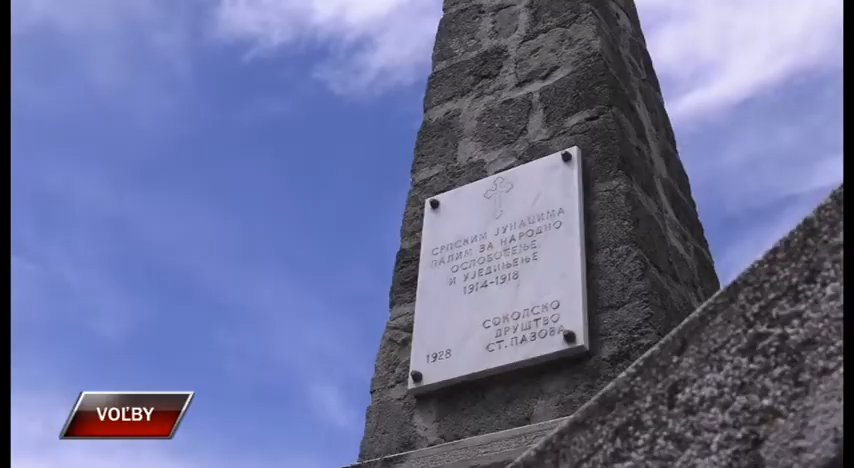 СРПСКИМ ЈУНАЦИМА
ПАЛИМ ЗА НАРОДНО
ОСЛОБОЂЕЊЕ
И УЈЕДИЊЕЊЕ
1914-1918
СОКОЛСКО
ДРУШТВО
СТ. ПАЗОВА
1928
VOĽBY